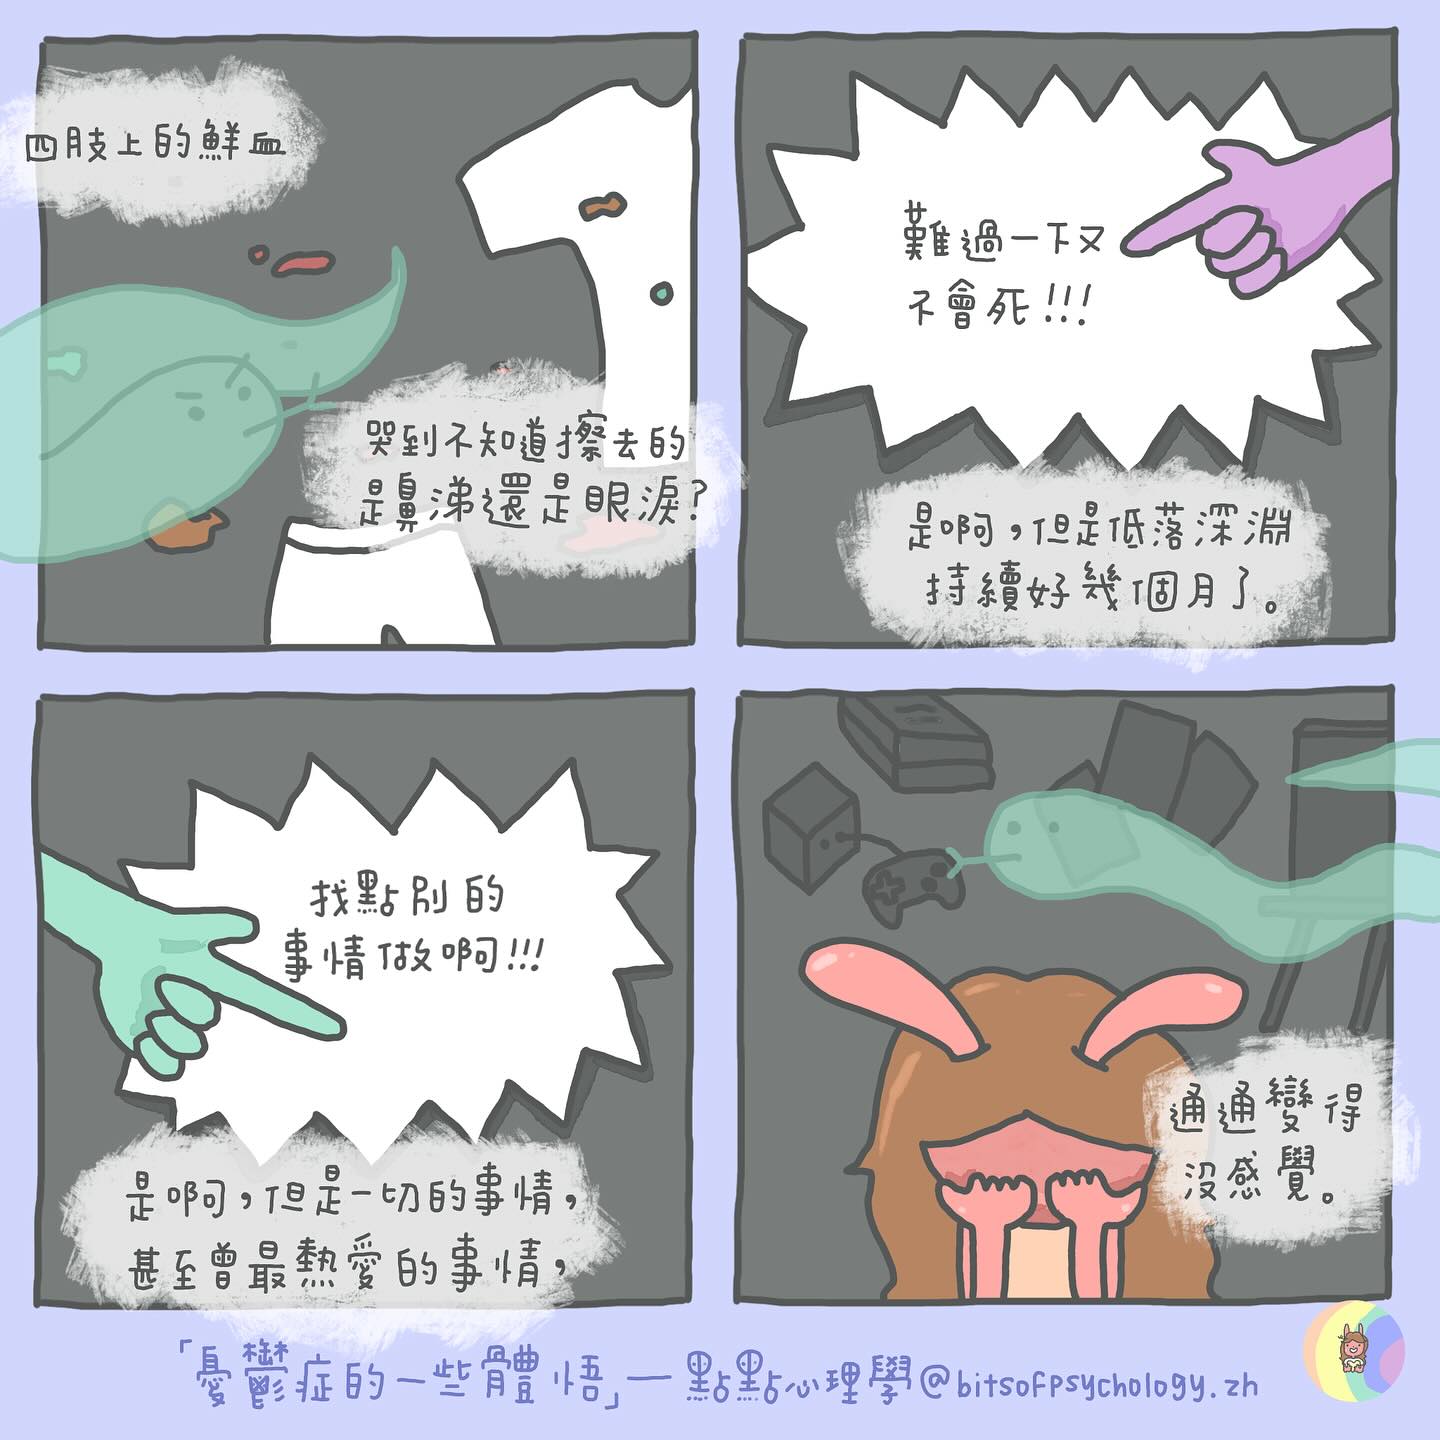 四肢上的鮮血
哭到不知道擦去的
是鼻涕還是眼淚?
難過一下又
不會死!!!
是啊,但是低落深淵
持續好幾個月了。
找點別的
事情做啊!!!
是啊,但是一切的事情,
甚至曾最熱愛的事情,
通通變得
沒感覺。
「憂鬱症的一些體悟」— 點點心理學@bitsofpsychology.zh